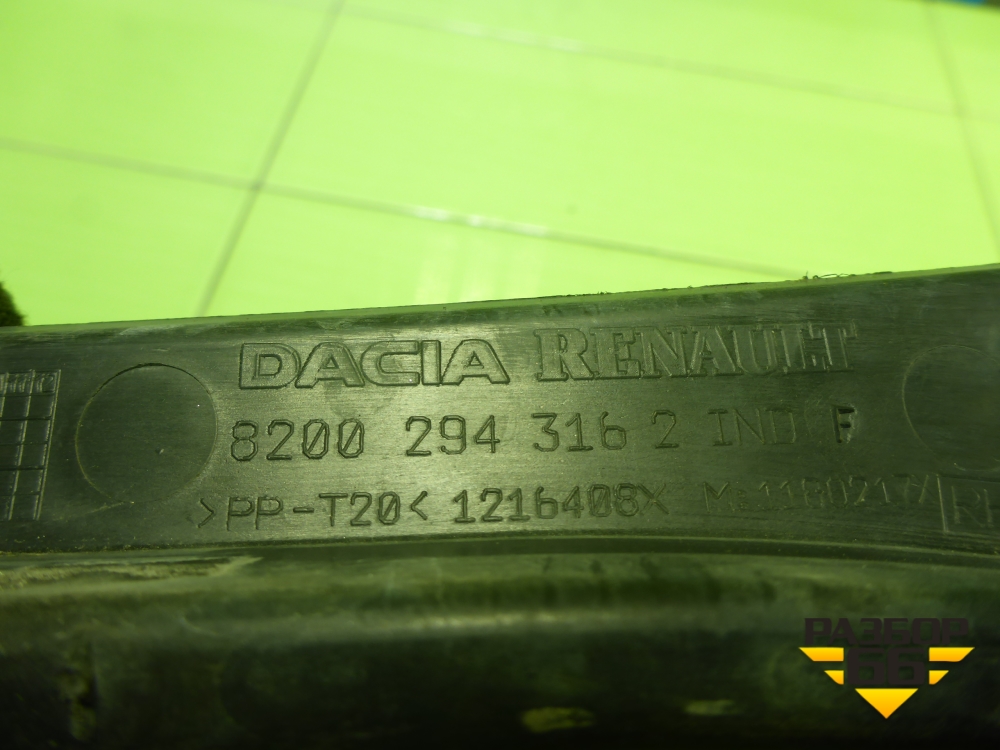 DACIA RENAULT
8200 294 316 2 IND F
>PP-T20< 1216408X
РАЗБОР
66